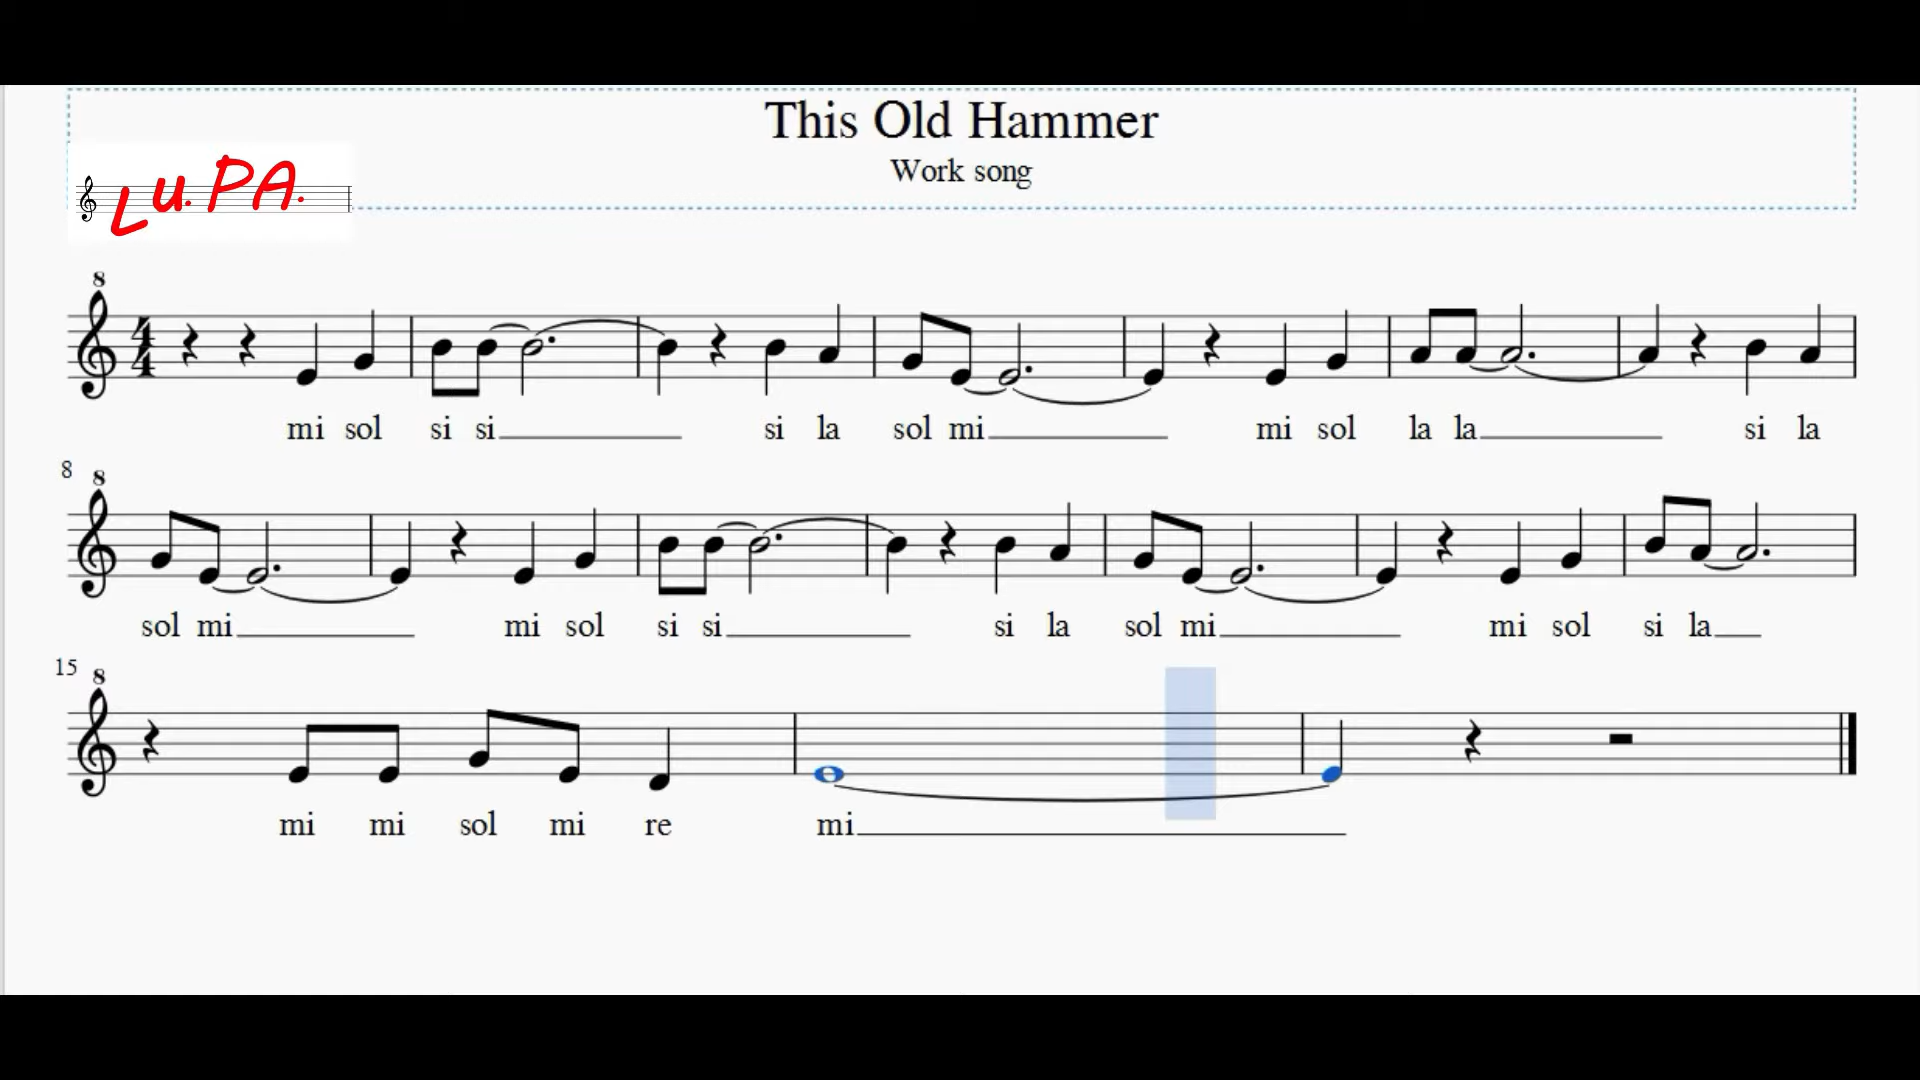 This Old Hammer
Work song
Lu.PA.
8
4
4
mi sol si si si la sol mi mi sol la la si la
8
8
sol mi mi sol si si si la sol mi mi sol si la
15
8
mi mi sol mi re mi